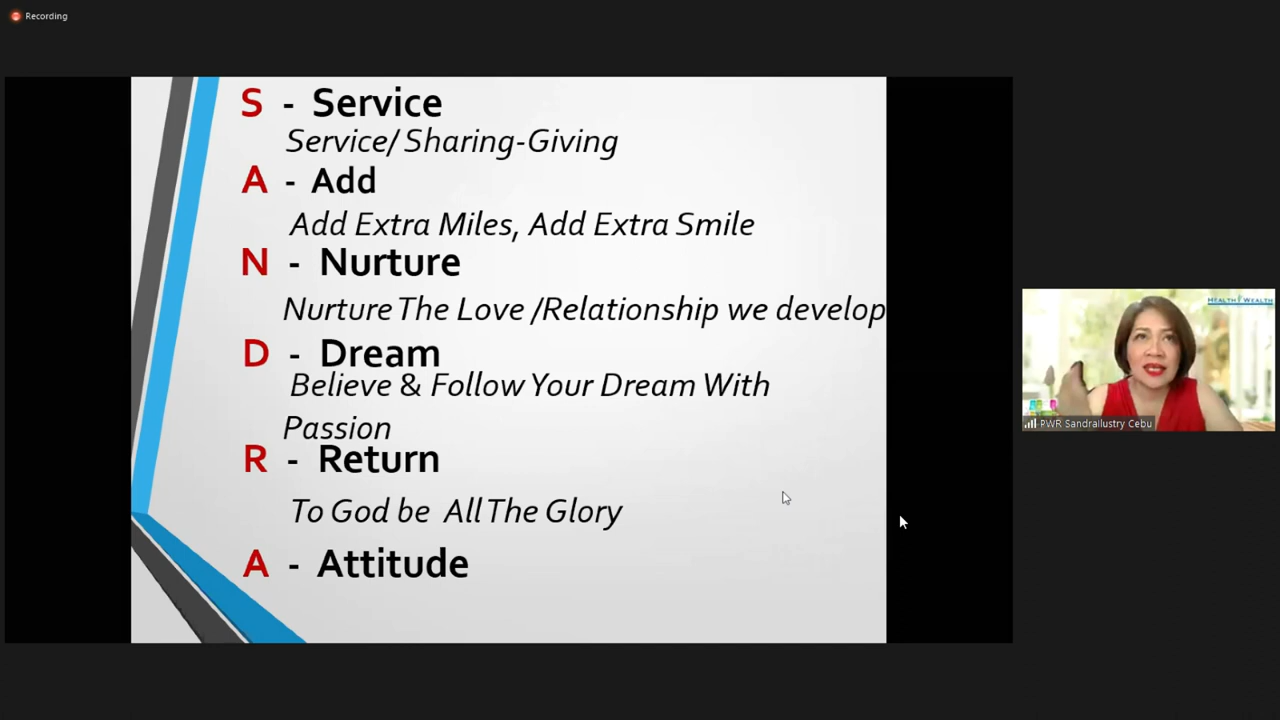 Recording
S - Service
Service/ Sharing-Giving
A - Add
Add Extra Miles, Add Extra Smile
N - Nurture
Nurture The Love /Relationship we develop
D - Dream
Believe & Follow Your Dream With
Passion
R - Return
To God be All The Glory
A - Attitude
HEALTH WEALTH
PWR Sandraillustry Cebu